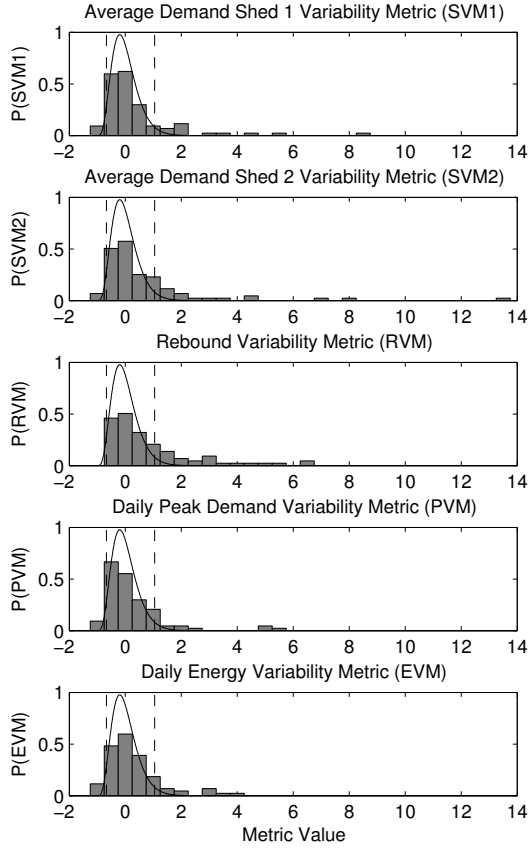 Average Demand Shed 1 Variability Metric (SVM1)
P(SVM1)
1
0.5
0
−2 0 2 4 6 8 10 12 14
Average Demand Shed 2 Variability Metric (SVM2)
P(SVM2)
1
0.5
0
−2 0 2 4 6 8 10 12 14
Rebound Variability Metric (RVM)
P(RVM)
1
0.5
0
−2 0 2 4 6 8 10 12 14
Daily Peak Demand Variability Metric (PVM)
P(PVM)
1
0.5
0
−2 0 2 4 6 8 10 12 14
Daily Energy Variability Metric (EVM)
P(EVM)
1
0.5
0
−2 0 2 4 6 8 10 12 14
Metric Value